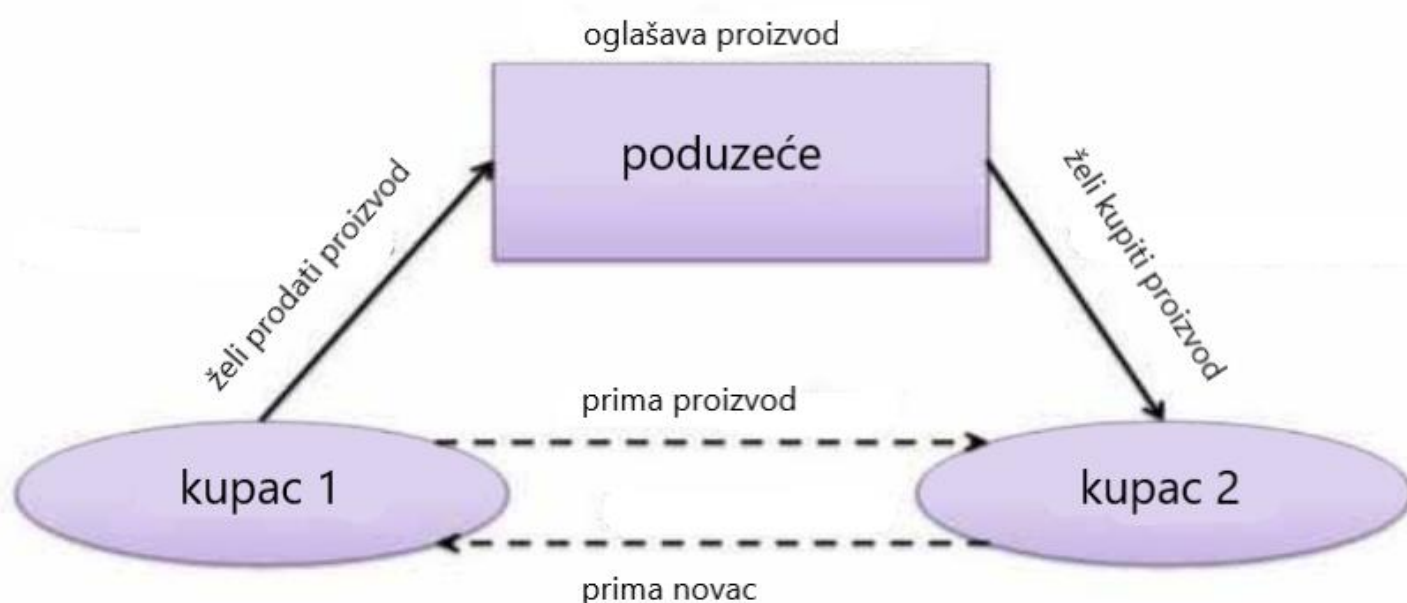 oglašava proizvod
poduzeće
želi prodati proizvod
želi kupiti proizvod
prima proizvod
kupac 1
kupac 2
prima novac